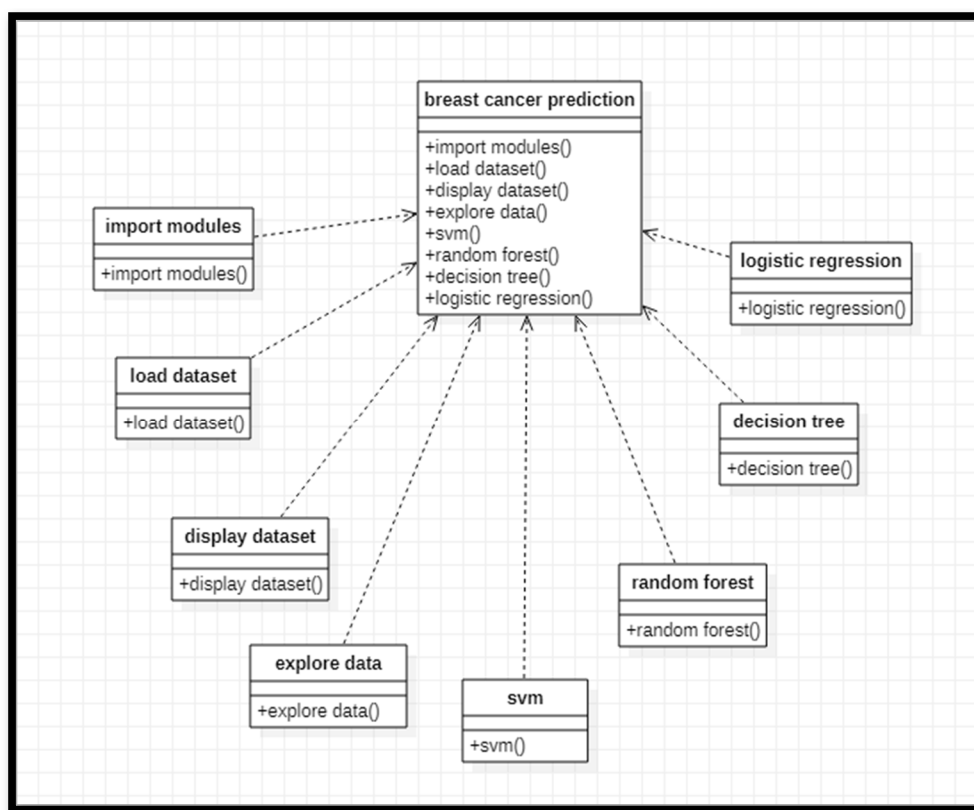 breast cancer prediction
+import modules()
+load dataset()
+display dataset()
+explore data()
+svm()
+random forest()
+decision tree()
+logistic regression()
import modules
+import modules()
logistic regression
+logistic regression()
load dataset
+load dataset()
decision tree
+decision tree()
display dataset
+display dataset()
random forest
+random forest()
explore data
+explore data()
svm
+svm()